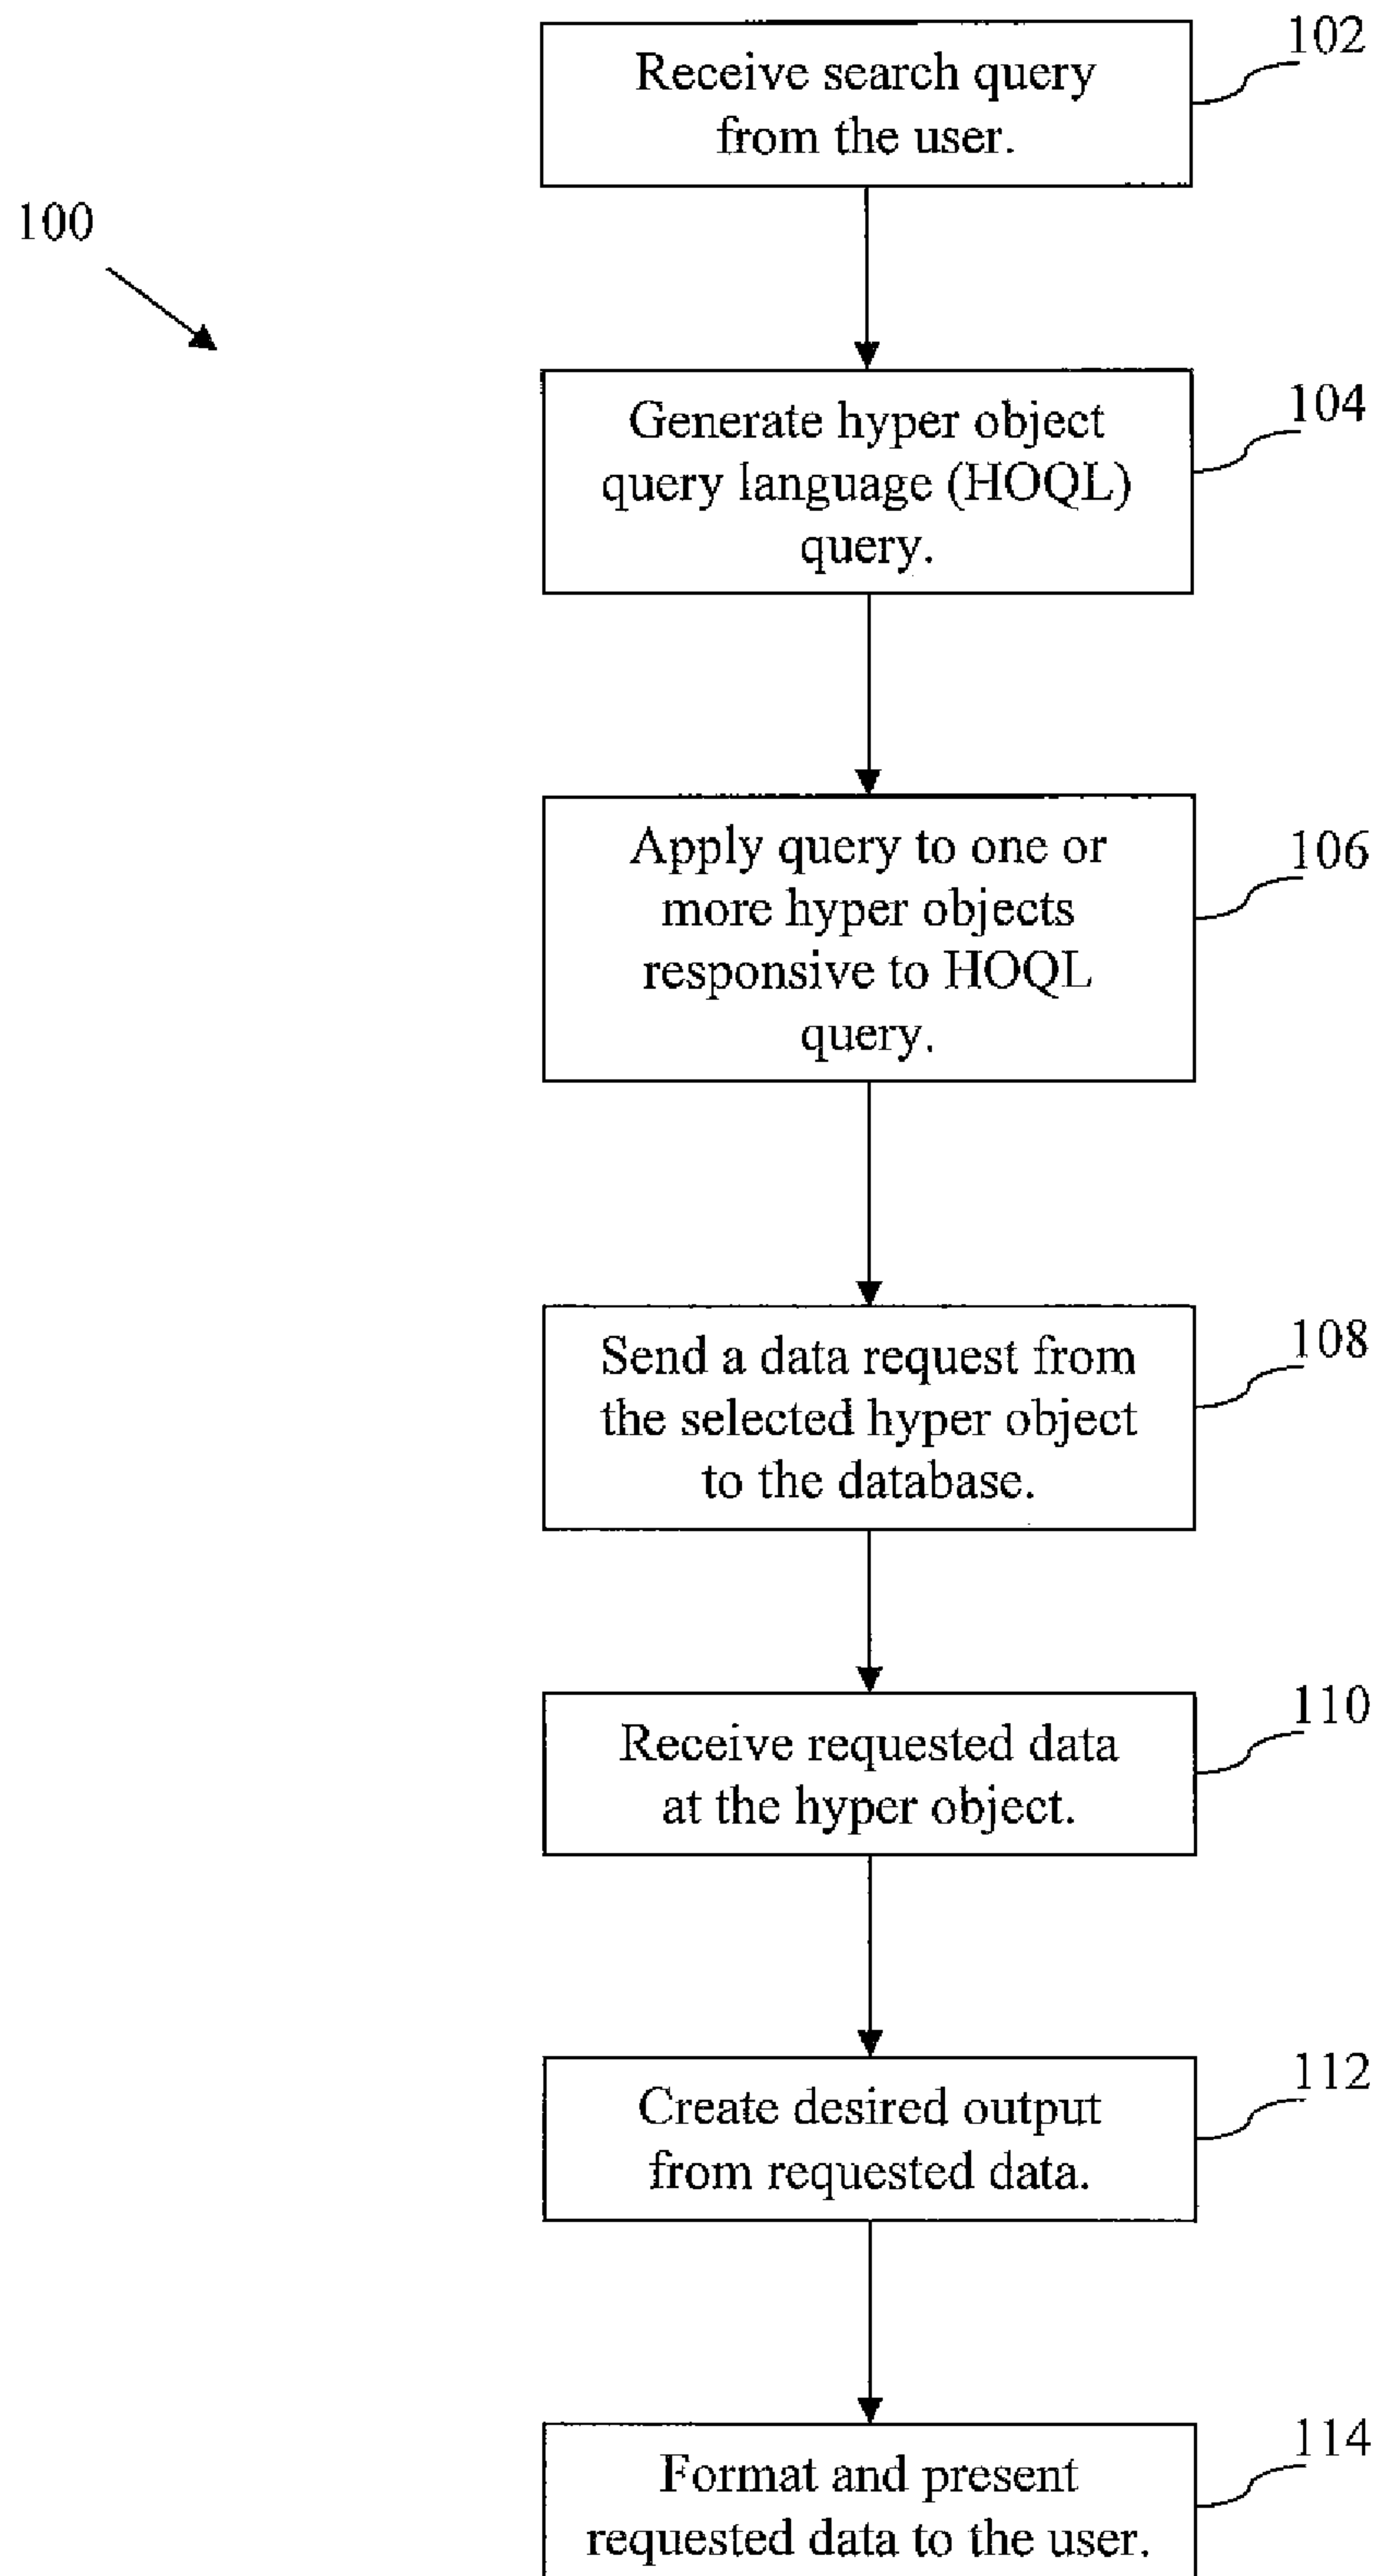 102
Receive search query
from the user.
100
104
Generate hyper object
query language (HOQL)
query.
106
Apply query to one or
more hyper objects
responsive to HOQL
query.
108
Send a data request from
the selected hyper object
to the database.
110
Receive requested data
at the hyper object.
112
Create desired output
from requested data.
114
Format and present
requested data to the user.